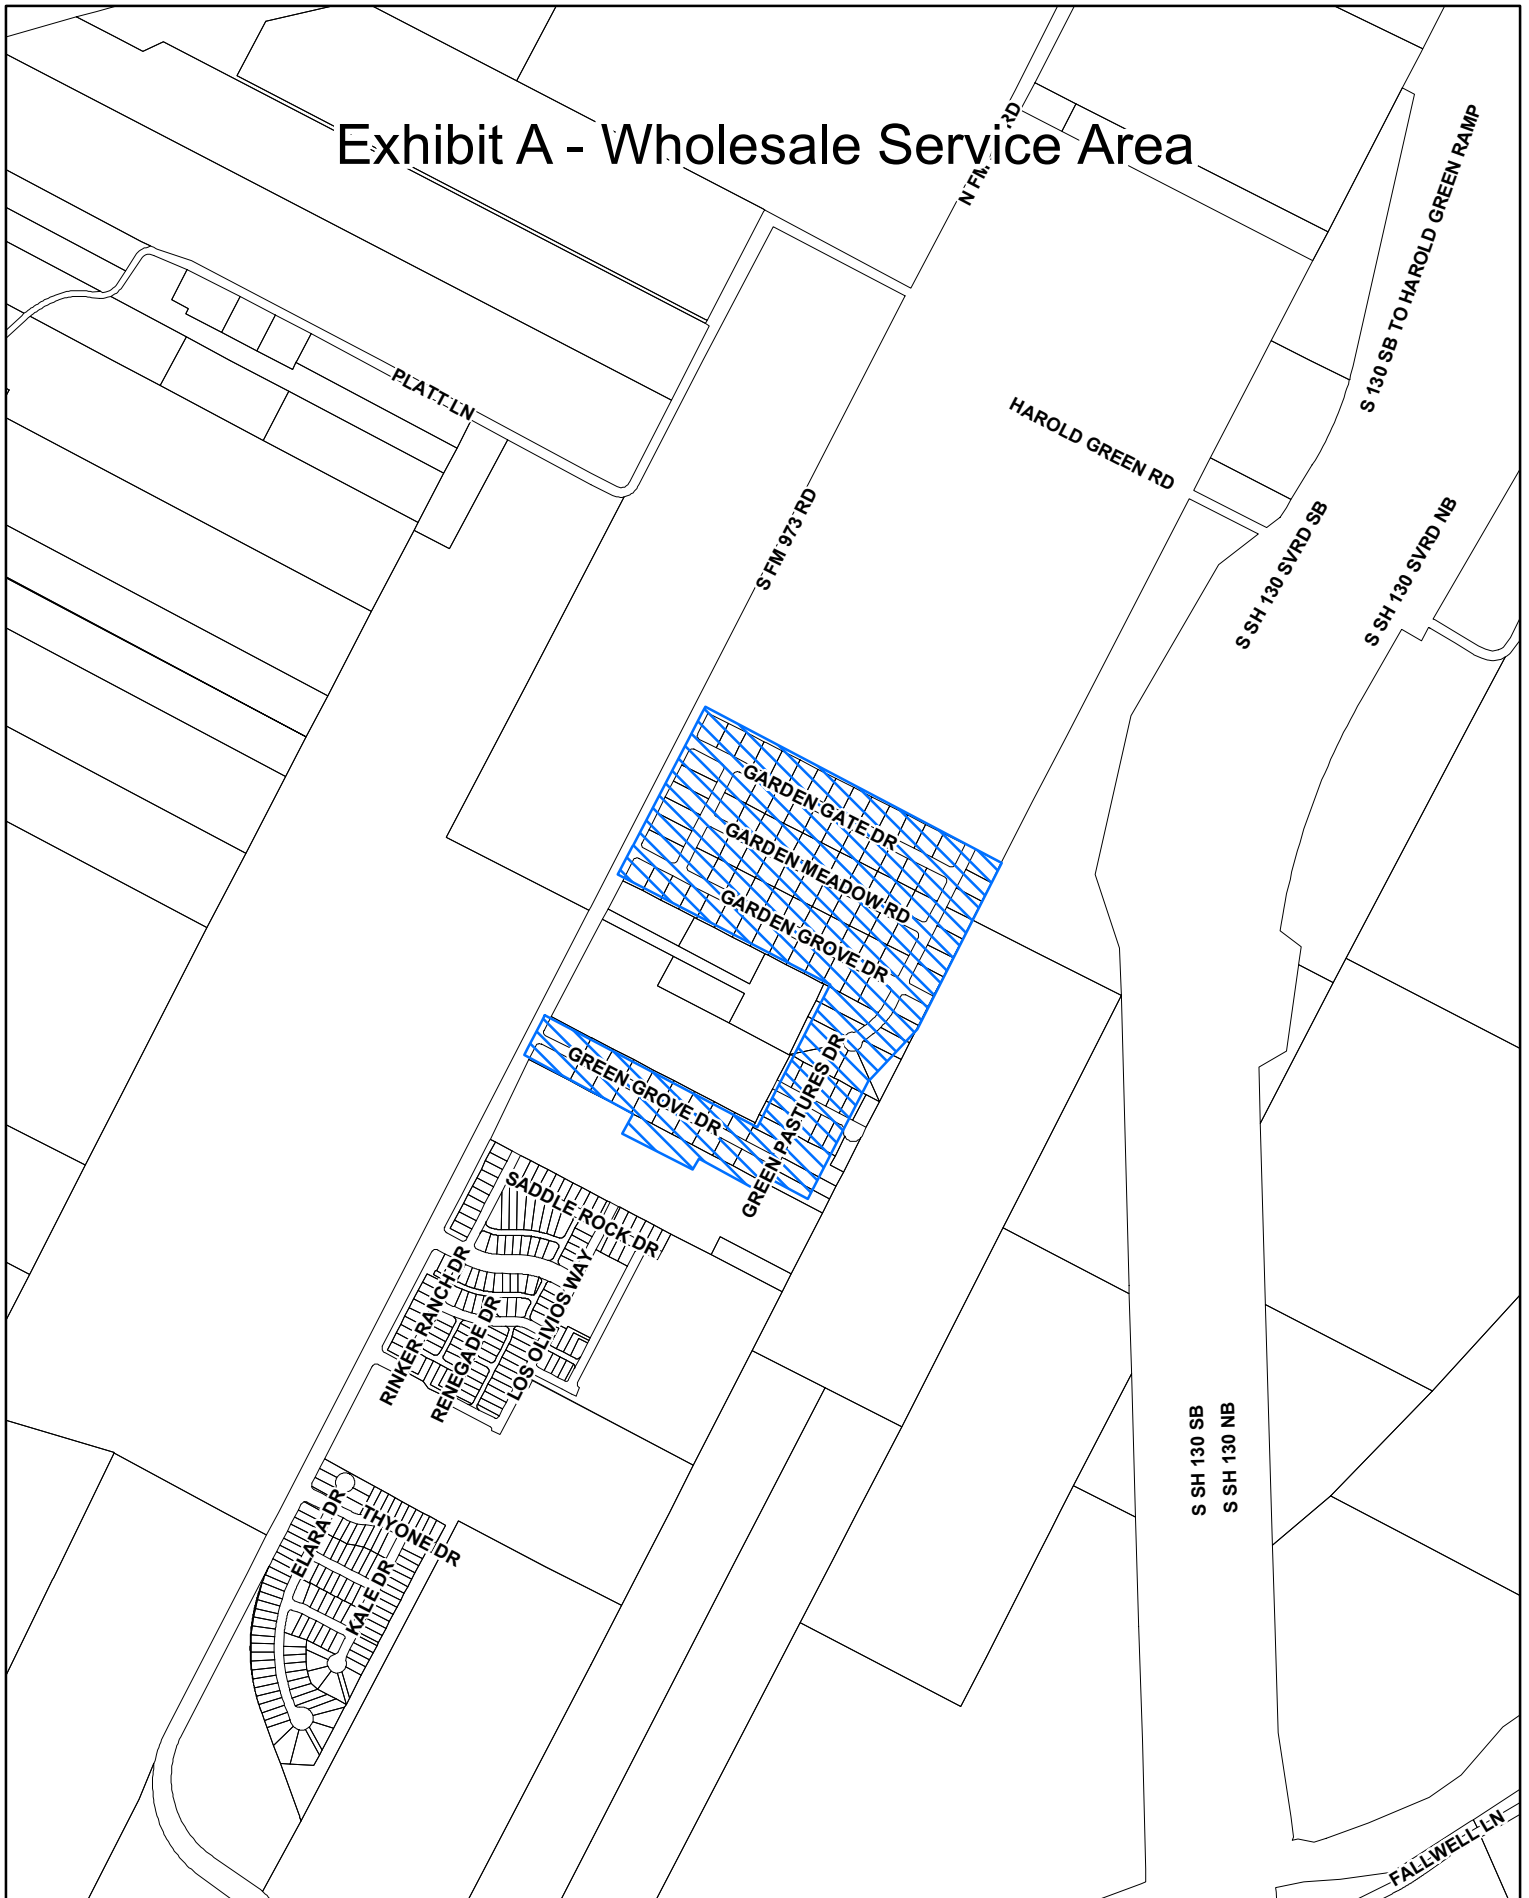 Exhibit A - Wholesale Service Area
N FM RD
S 130 SB TO HAROLD GREEN RAMP
PLATT LN
HAROLD GREEN RD
S FM 973 RD
S SH 130 SVRD SB
S SH 130 SVRD NB
GARDEN GATE DR
GARDEN MEADOW RD
GARDEN GROVE DR
GREEN GROVE DR
GREEN PASTURES DR
SADDLE ROCK DR
RINKER RANCH DR
RENEGADE DR
LOS OLIVIOS WAY
S SH 130 SB
S SH 130 NB
ELARA DR
THYONE DR
KALE DR
FALLWELL LN